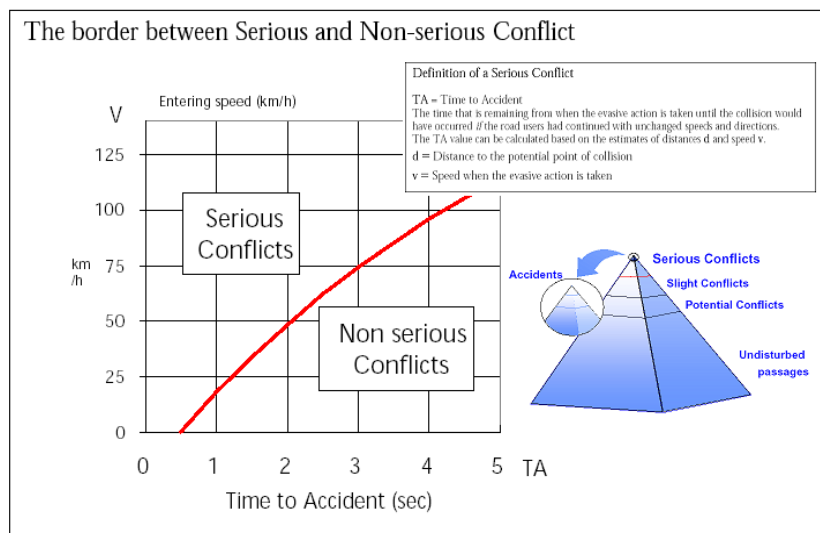 The border between Serious and Non-serious Conflict
Definition of a Serious Conflict
TA = Time to Accident
The time that is remaining from when the evasive action is taken until the collision would
have occurred if the road users had continued with unchanged speeds and directions.
The TA value can be calculated based on the estimates of distances d and speed v.
d = Distance to the potential point of collision
v = Speed when the evasive action is taken
V
Entering speed (km/h)
125
100
km
/h
75
50
25
0
Serious
Conflicts
Non serious
Conflicts
0 1 2 3 4 5 TA
Time to Accident (sec)
Accidents
Serious Conflicts
Slight Conflicts
Potential Conflicts
Undisturbed
passages